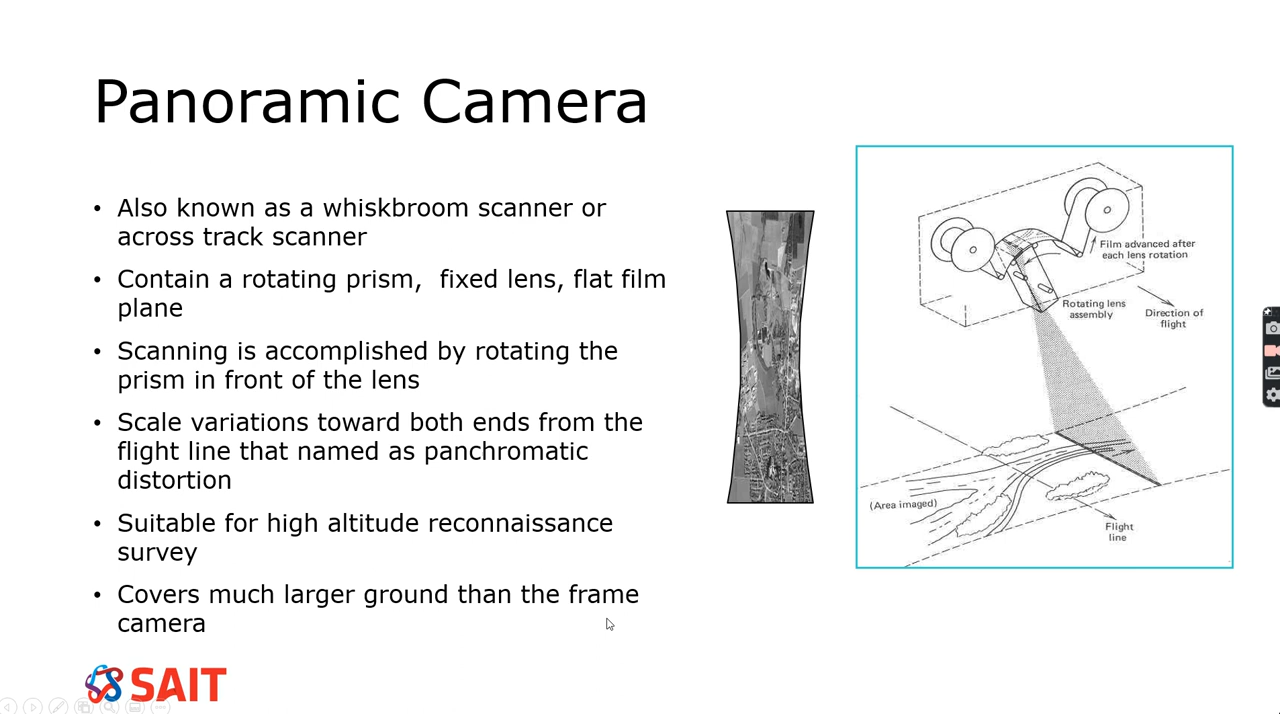 Panoramic Camera
• Also known as a whiskbroom scanner or
across track scanner
• Contain a rotating prism,  fixed lens, flat film
plane
• Scanning is accomplished by rotating the
prism in front of the lens
• Scale variations toward both ends from the
flight line that named as panchromatic
distortion
• Suitable for high altitude reconnaissance
survey
• Covers much larger ground than the frame
camera
Film advanced after
each lens rotation
Rotating lens
assembly
Direction of
flight
(Area imaged)
Flight
line
SAIT